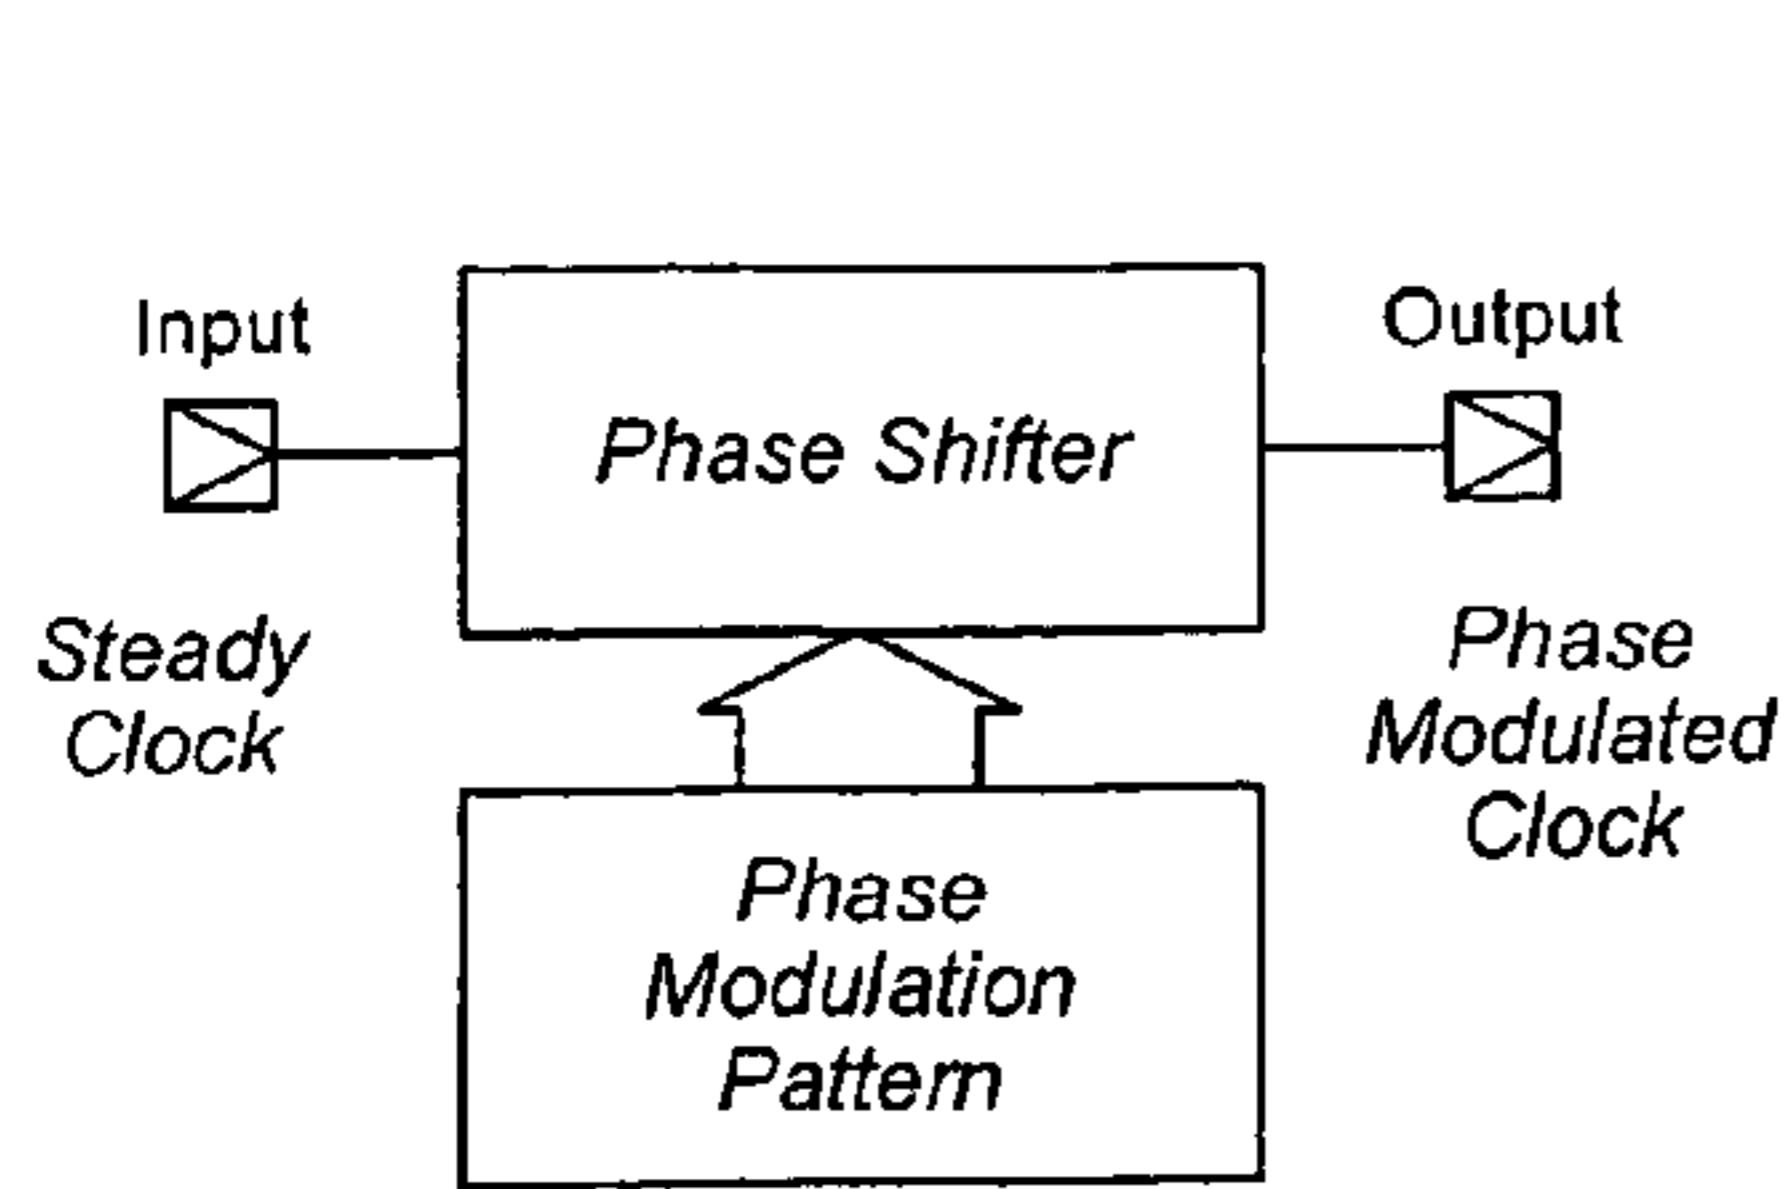 Input
Output
Phase Shifter
Steady
Clock
Phase
Modulated
Clock
Phase
Modulation
Pattern